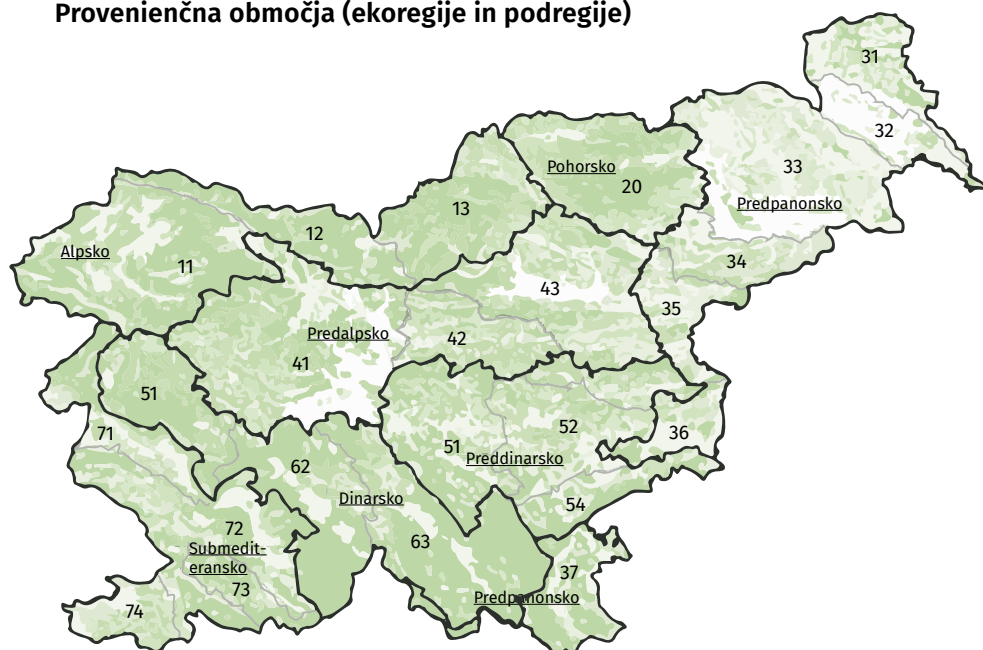 Provenienčna območja (ekoregije in podregije)
31
32
33
Predpanonsko
Pohorsko
20
13
12
Alpsko
11
34
43
35
Predalpsko
42
41
51
52
36
71
51
Preddinarsko
62
Dinarsko
54
72
Submedit-
eransko
63
73
37
Predpanonsko
74